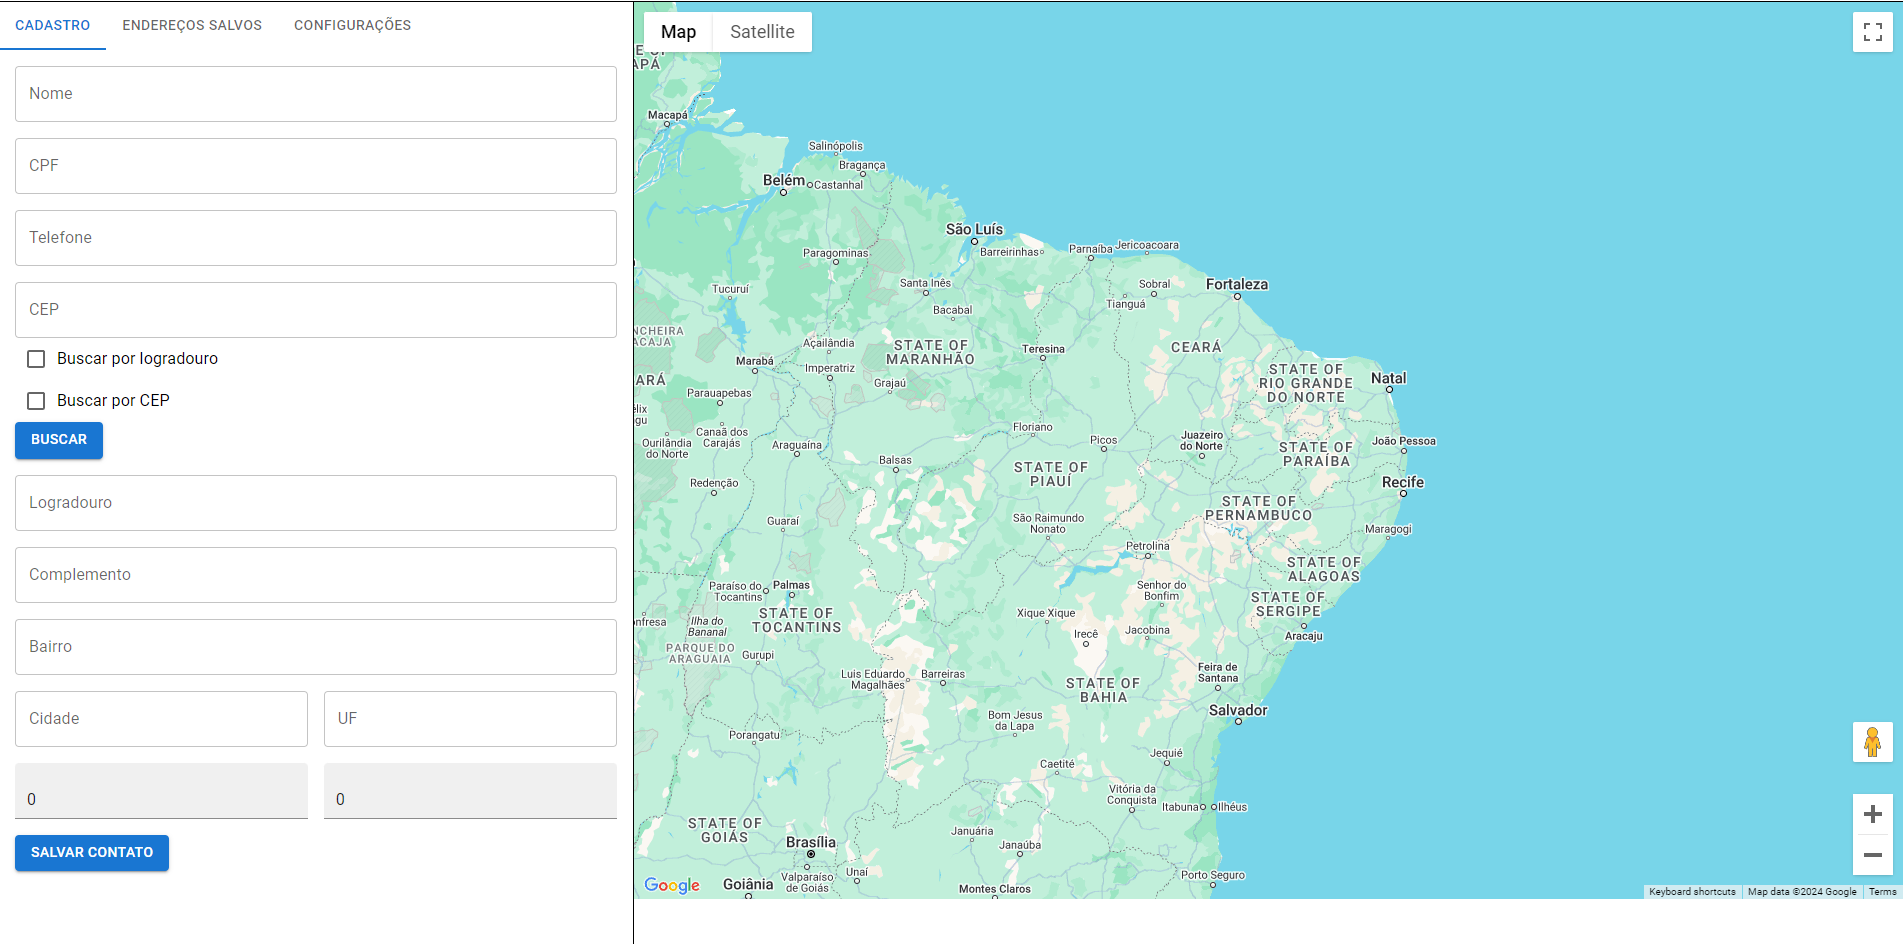 CADASTRO
ENDEREÇOS SALVOS
CONFIGURAÇÕES
Nome
CPF
Telefone
CEP
Buscar por logradouro
Buscar por CEP
BUSCAR
Logradouro
Complemento
Bairro
Cidade
UF
0
0
SALVAR CONTATO
Map
Satellite
APÁ
Macapá
Salinópolis
Bragança
Belém
Castanhal
São Luís
Barreirinhas
Parnaíba
Jericoacoara
Paragominas
Santa Inês
Tucuruí
Sobral
Fortaleza
Tianguá
Bacabal
NCHEIRA
ACAJA
Açailândia
STATE OF
MARANHÃO
Teresina
CEARÁ
Marabá
Imperatriz
STATE OF
RIO GRANDE
DO NORTE
Natal
ARÁ
Grajaú
Parauapebas
élix
gu
Floriano
Canaã dos
Carajás
Ourilândia
do Norte
Araguaína
Picos
Juazeiro
do Norte
João Pessoa
STATE OF
PARAÍBA
Balsas
STATE OF
PIAUÍ
Redenção
Recife
STATE OF
PERNAMBUCO
Guaraí
São Raimundo
Nonato
Maragogi
Petrolina
STATE OF
ALAGOAS
Paraíso do
Tocantins
Palmas
Senhor do
Bonfim
STATE OF
SERGIPE
STATE OF
TOCANTINS
Xique Xique
nfresa
Ilha do
Bananal
Irecê
Jacobina
Aracaju
PARQUE DO
ARAGUAIA
Gurupi
Luis Eduardo
Magalhães
Barreiras
Feira de
Santana
STATE OF
BAHIA
Salvador
Bom Jesus
da Lapa
Porangatu
Jequié
Caetité
Vitória da
Conquista
Itabuna
Ilhéus
STATE OF
GOIÁS
Januária
Janaúba
Brasília
Valparaíso
de Goiás
Unaí
Goiânia
Montes Claros
Porto Seguro
Google
Keyboard shortcuts
Map data ©2024 Google
Terms